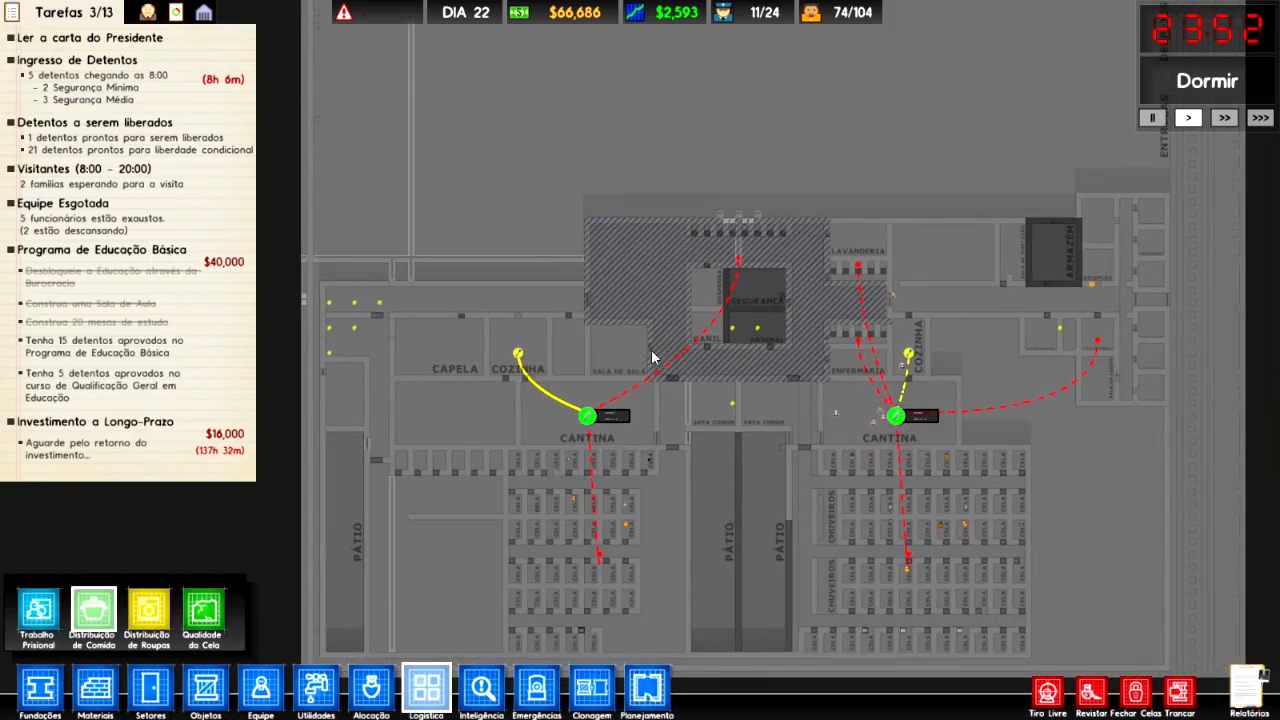 Tarefas 3/13
DIA 22
$66,686
$2,593
11/24
74/104
23:52
Dormir
Ler a carta do Presidente
Ingresso de Detentos
5 detentos chegando as 8:00
(8h 6m)
– 2 Segurança Mínima
– 3 Segurança Média
Detentos a serem liberados
1 detentos prontos para serem liberados
21 detentos prontos para liberdade condicional
Visitantes (8:00 - 20:00)
2 famílias esperando para a visita
Equipe Esgotada
5 funcionários estão exaustos.
(2 estão descansando)
Programa de Educação Básica
$40,000
Desbloqueie a Educação através da
Burocracia
Construa uma Sala de Aula
Construa 20 mesas de estudo
Tenha 15 detentos aprovados no
Programa de Educação Básica
Tenha 5 detentos aprovados no
curso de Qualificação Geral em
Educação
Investimento a Longo-Prazo
$16,000
Aguarde pelo retorno do
investimento...
(137h 32m)
LAVANDERIA
ARMAZEM
RECEPÇÃO
SEGURANÇA
CAPELA
COZINHA
SALA DE AULA
ENFERMARIA
COZINHA
CANTINA
ÁREA COMUM
ÁREA COMUM
CANTINA
PÁTIO
PÁTIO
PÁTIO
CHUVEIROS
CHUVEIROS
CELA
Trabalho
Prisional
Distribuição
de Comida
Distribuição
de Roupas
Qualidade
da Cela
Fundações
Materiais
Setores
Objetos
Equipe
Utilidades
Alocação
Logística
Inteligência
Emergências
Clonagem
Planejamento
Tiro Livre
Revistar
Fechar Celas
Trancar
Relatórios